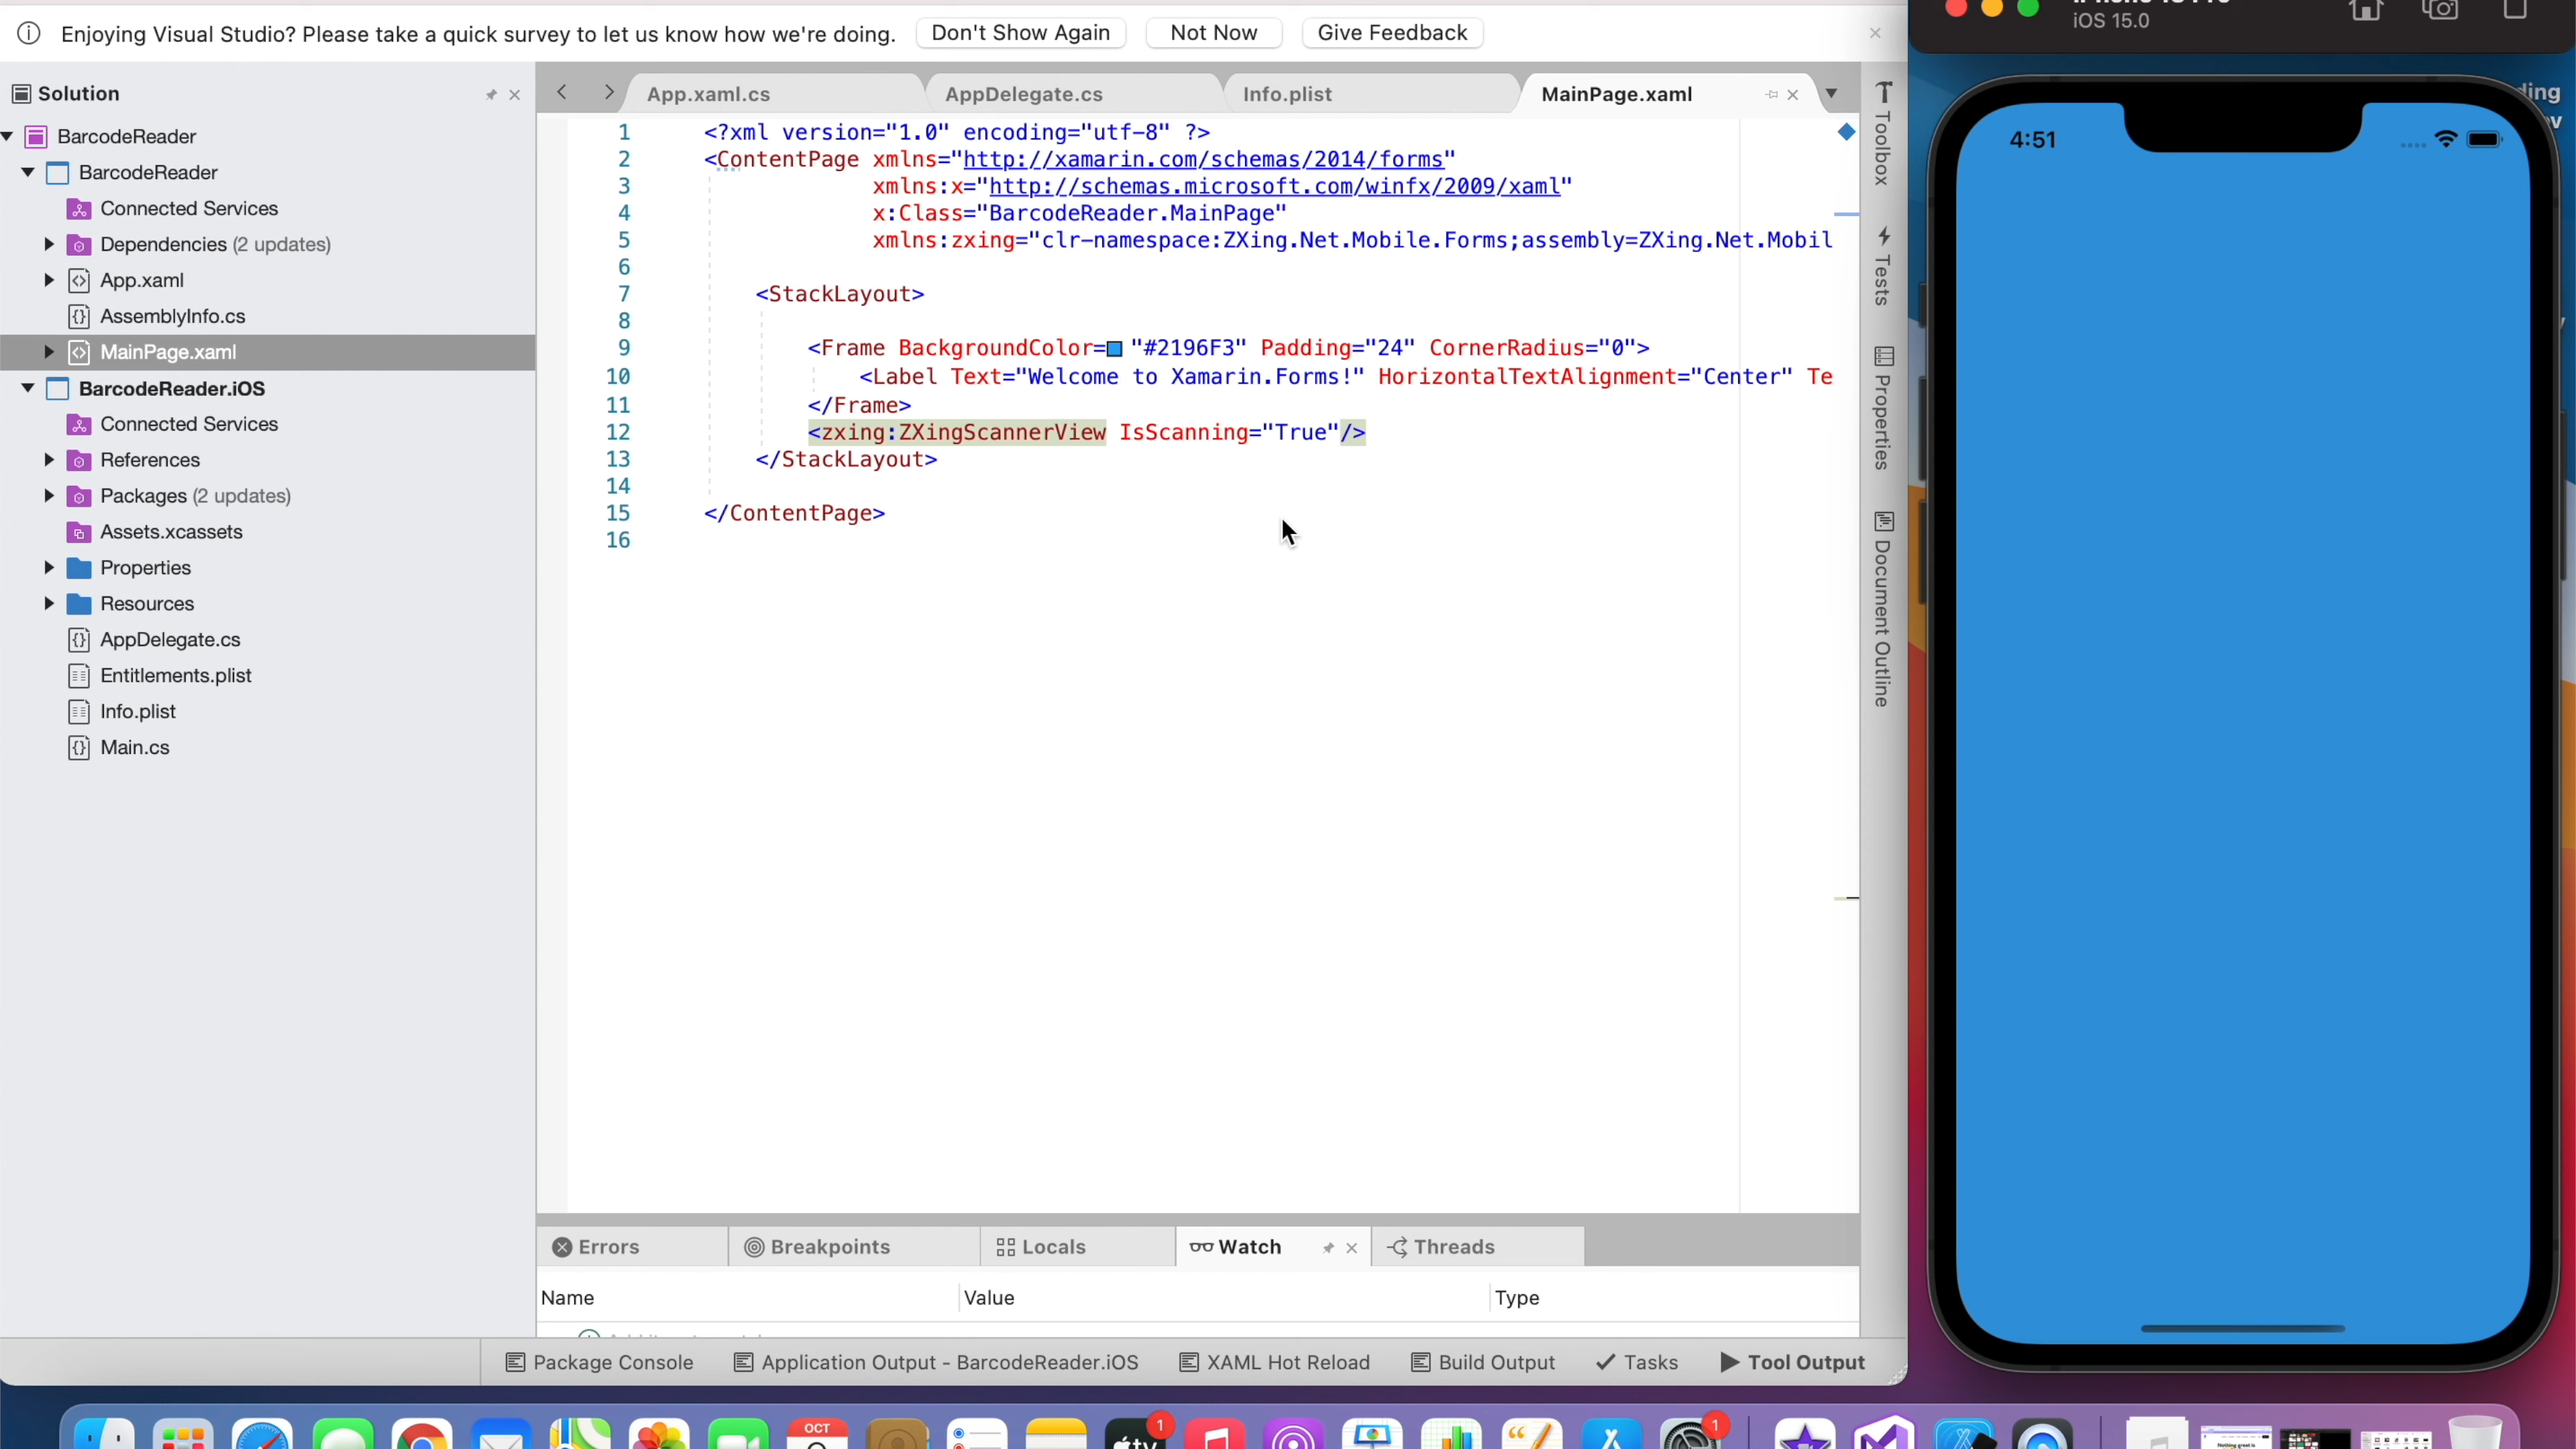 Enjoying Visual Studio? Please take a quick survey to let us know how we're doing. Don't Show Again Not Now Give Feedback
Solution
BarcodeReader
BarcodeReader
Connected Services
Dependencies (2 updates)
App.xaml
AssemblyInfo.cs
MainPage.xaml
BarcodeReader.iOS
Connected Services
References
Packages (2 updates)
Assets.xcassets
Properties
Resources
AppDelegate.cs
Entitlements.plist
Info.plist
Main.cs
App.xaml.cs AppDelegate.cs Info.plist MainPage.xaml
1 <?xml version="1.0" encoding="utf-8" ?>
2 <ContentPage xmlns="http://xamarin.com/schemas/2014/forms"
3 xmlns:x="http://schemas.microsoft.com/winfx/2009/xaml"
4 x:Class="BarcodeReader.MainPage"
5 xmlns:zxing="clr-namespace:ZXing.Net.Mobile.Forms;assembly=ZXing.Net.Mobil
6
7 <StackLayout>
8
9 <Frame BackgroundColor="#2196F3" Padding="24" CornerRadius="0">
10 <Label Text="Welcome to Xamarin.Forms!" HorizontalTextAlignment="Center" Te
11 </Frame>
12 <zxing:ZXingScannerView IsScanning="True"/>
13 </StackLayout>
14
15 </ContentPage>
16
Toolbox
Tests
Properties
Document Outline
Errors Breakpoints Locals Watch Threads
Name Value Type
Package Console Application Output - BarcodeReader.iOS XAML Hot Reload Build Output Tasks Tool Output
iOS 15.0
4:51
ding
OCT
1
tv
1